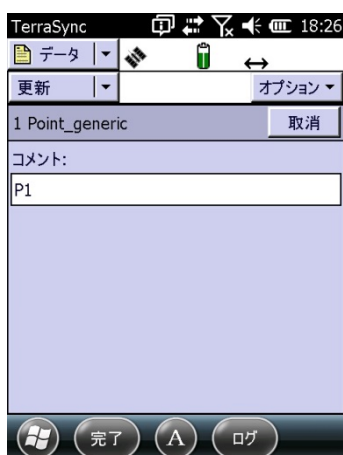 TerraSync 18:26
データ
更新 オプション
1 Point_generic 取消
コメント:
P1
完了 A ログ